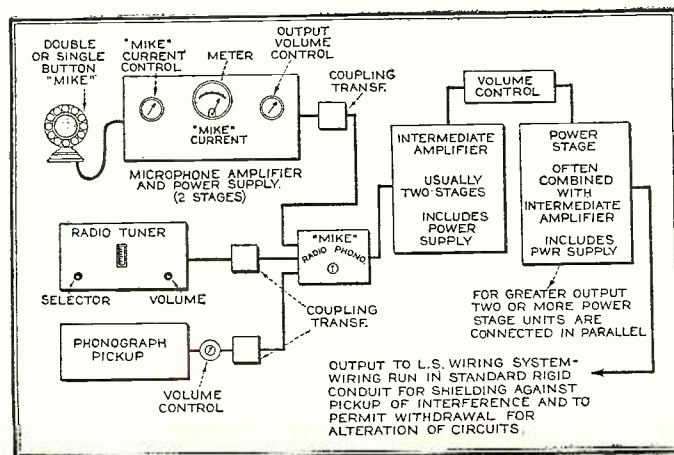 DOUBLE
OR SINGLE
BUTTON
"MIKE"
"MIKE"
CURRENT
CONTROL
METER
OUTPUT
VOLUME
CONTROL
COUPLING
TRANSF.
"MIKE"
CURRENT
MICROPHONE AMPLIFIER
AND POWER SUPPLY.
(2 STAGES)
VOLUME
CONTROL
INTERMEDIATE
AMPLIFIER
USUALLY
TWO-STAGES
INCLUDES
POWER
SUPPLY
POWER
STAGE
OFTEN
COMBINED
WITH
INTERMEDIATE
AMPLIFIER
INCLUDES
PWR SUPPLY
RADIO TUNER
SELECTOR
VOLUME
"MIKE"
RADIO PHONO.
COUPLING
TRANSF.
PHONOGRAPH
PICKUP
VOLUME
CONTROL
FOR GREATER OUTPUT
TWO OR MORE POWER
STAGE UNITS ARE
CONNECTED IN PARALLEL
OUTPUT TO L.S. WIRING SYSTEM-
WIRING RUN IN STANDARD RIGID
CONDUIT FOR SHIELDING AGAINST
PICKUP OF INTERFERENCE AND TO
PERMIT WITHDRAWAL FOR
ALTERATION OF CIRCUITS.